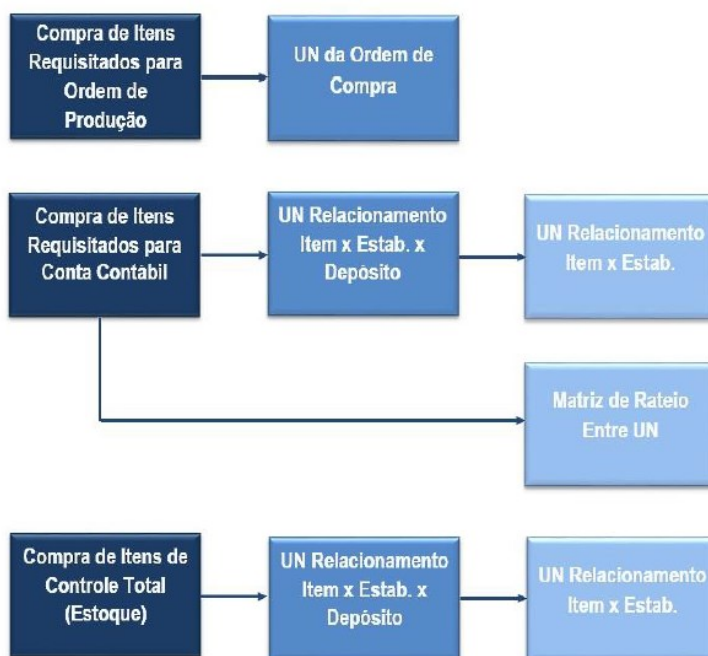 Compra de Itens
Requisitados para
Ordem de
Produção
UN da Ordem de
Compra
Compra de Itens
Requisitados para
Conta Contábil
UN Relacionamento
Item x Estab. x
Depósito
UN Relacionamento
Item x Estab.
Matriz de Rateio
Entre UN
Compra de Itens de
Controle Total
(Estoque)
UN Relacionamento
Item x Estab. x
Depósito
UN Relacionamento
Item x Estab.